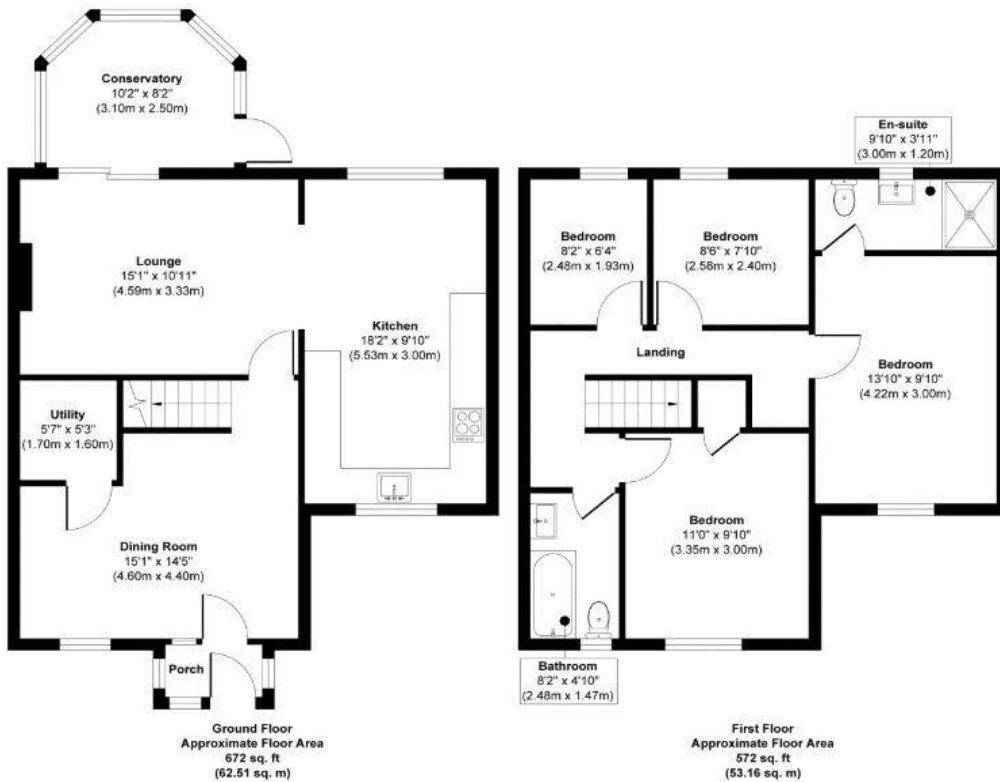 Conservatory
10'2" x 8'2"
(3.10m x 2.50m)
Lounge
15'1" x 10'11"
(4.59m x 3.33m)
Kitchen
18'2" x 9'10"
(5.53m x 3.00m)
Utility
5'7" x 5'3"
(1.70m x 1.60m)
Dining Room
15'1" x 14'5"
(4.60m x 4.40m)
Porch
Ground Floor
Approximate Floor Area
672 sq. ft
(62.51 sq. m)
En-suite
9'10" x 3'11"
(3.00m x 1.20m)
Bedroom
8'2" x 6'4"
(2.48m x 1.93m)
Bedroom
8'6" x 7'10"
(2.58m x 2.40m)
Landing
Bedroom
13'10" x 9'10"
(4.22m x 3.00m)
Bedroom
11'0" x 9'10"
(3.35m x 3.00m)
Bathroom
8'2" x 4'10"
(2.48m x 1.47m)
First Floor
Approximate Floor Area
572 sq. ft
(53.16 sq. m)